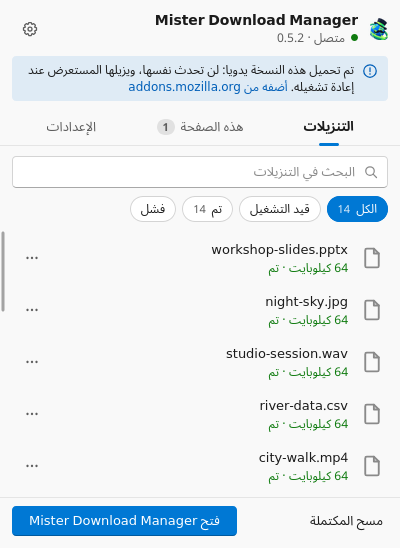 Mister Download Manager
متصل · 0.5.2
تم تحميل هذه النسخة يدويا: لن تحدث نفسها، ويزيلها المستعرض عند
إعادة تشغيله. أضفه من addons.mozilla.org
التنزيلات
هذه الصفحة 1
الإعدادات
البحث في التنزيلات
الكل 14
قيد التشغيل
تم 14
فشل
workshop-slides.pptx
64 كيلوبايت · تم
night-sky.jpg
64 كيلوبايت · تم
studio-session.wav
64 كيلوبايت · تم
river-data.csv
64 كيلوبايت · تم
city-walk.mp4
64 كيلوبايت · تم
مسح المكتملة
فتح Mister Download Manager